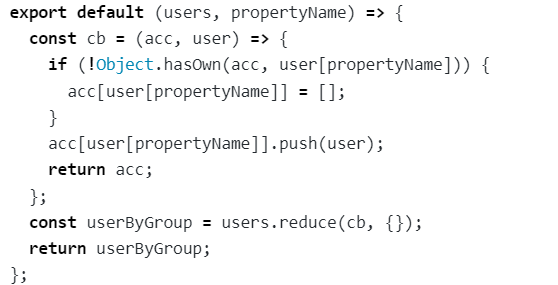 export default (users, propertyName) => {
  const cb = (acc, user) => {
    if (!Object.hasOwn(acc, user[propertyName])) {
      acc[user[propertyName]] = [];
    }
    acc[user[propertyName]].push(user);
    return acc;
  };
  const userByGroup = users.reduce(cb, {});
  return userByGroup;
};